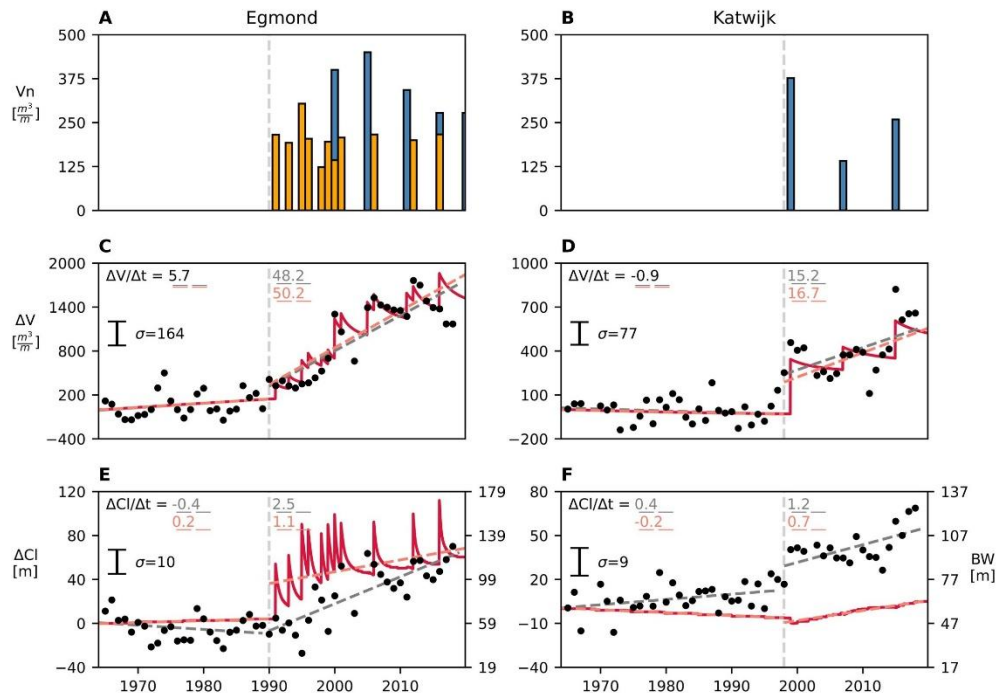 A Egmond B Katwijk
500 500
375 375
Vn
[m³/m]
250 250
125 125
0 0
C D
2000 1000
ΔV/Δt = 5.7 48.2 ΔV/Δt = -0.9 15.2
50.2 16.7
1400 700
ΔV
[m³/m]
σ=164 σ=77
800 400
200 100
−400 −200
E F
120 179 80 137
ΔCl/Δt = -0.4 2.5 ΔCl/Δt = 0.4 1.2
0.2 1.1 -0.2 0.7
80 139 50 107
ΔCl
[m]
σ=10 σ=9
BW
[m]
40 99 20 77
0 59 −10 47
−40 19 −40 17
1970 1980 1990 2000 2010 1970 1980 1990 2000 2010